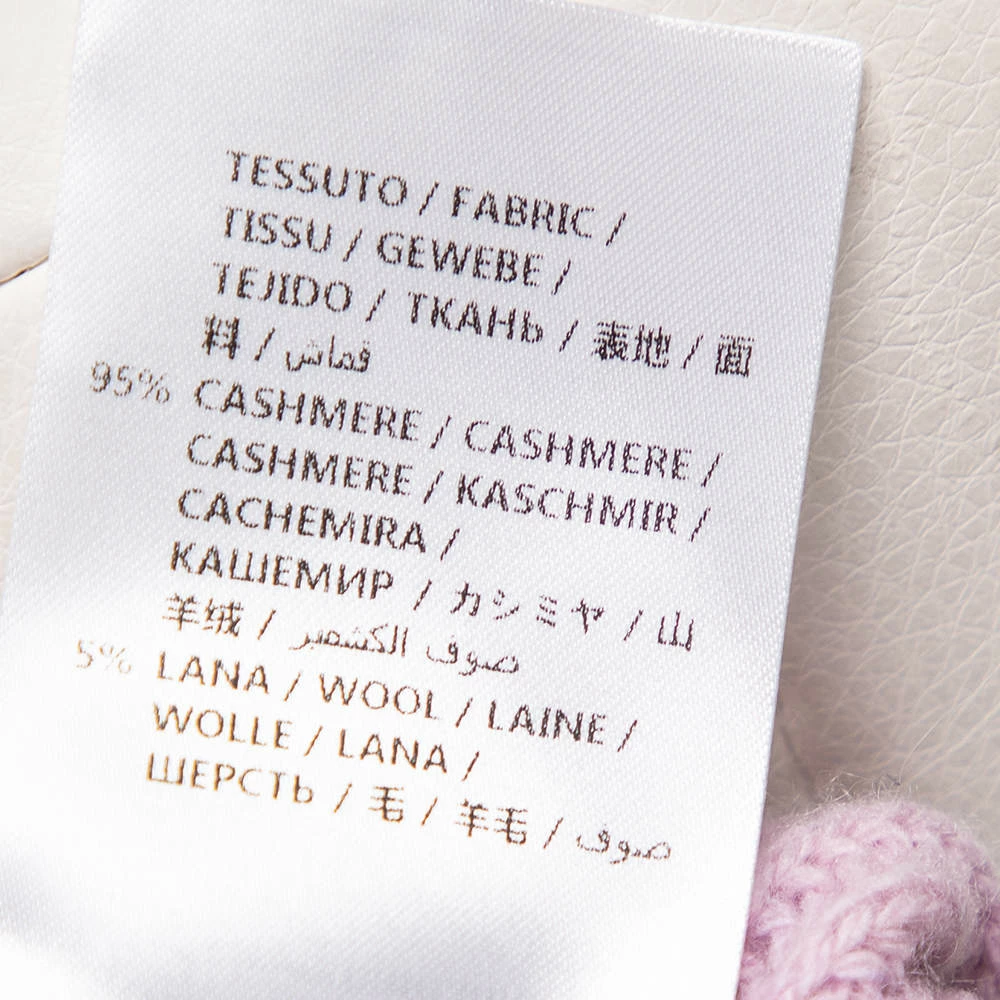 TESSUTO / FABRIC /
TISSU / GEWEBE /
TEJIDO / ТКАНЬ / 表地 / 面
料 / قماش
95% CASHMERE / CASHMERE /
CASHMERE / KASCHMIR /
CACHEMIRA /
КАШЕМИР / カシミヤ / 山
羊绒 / صوف الكشمير
5% LANA / WOOL / LAINE /
WOLLE / LANA /
ШЕРСТЬ / 毛 / 羊毛 / صوف